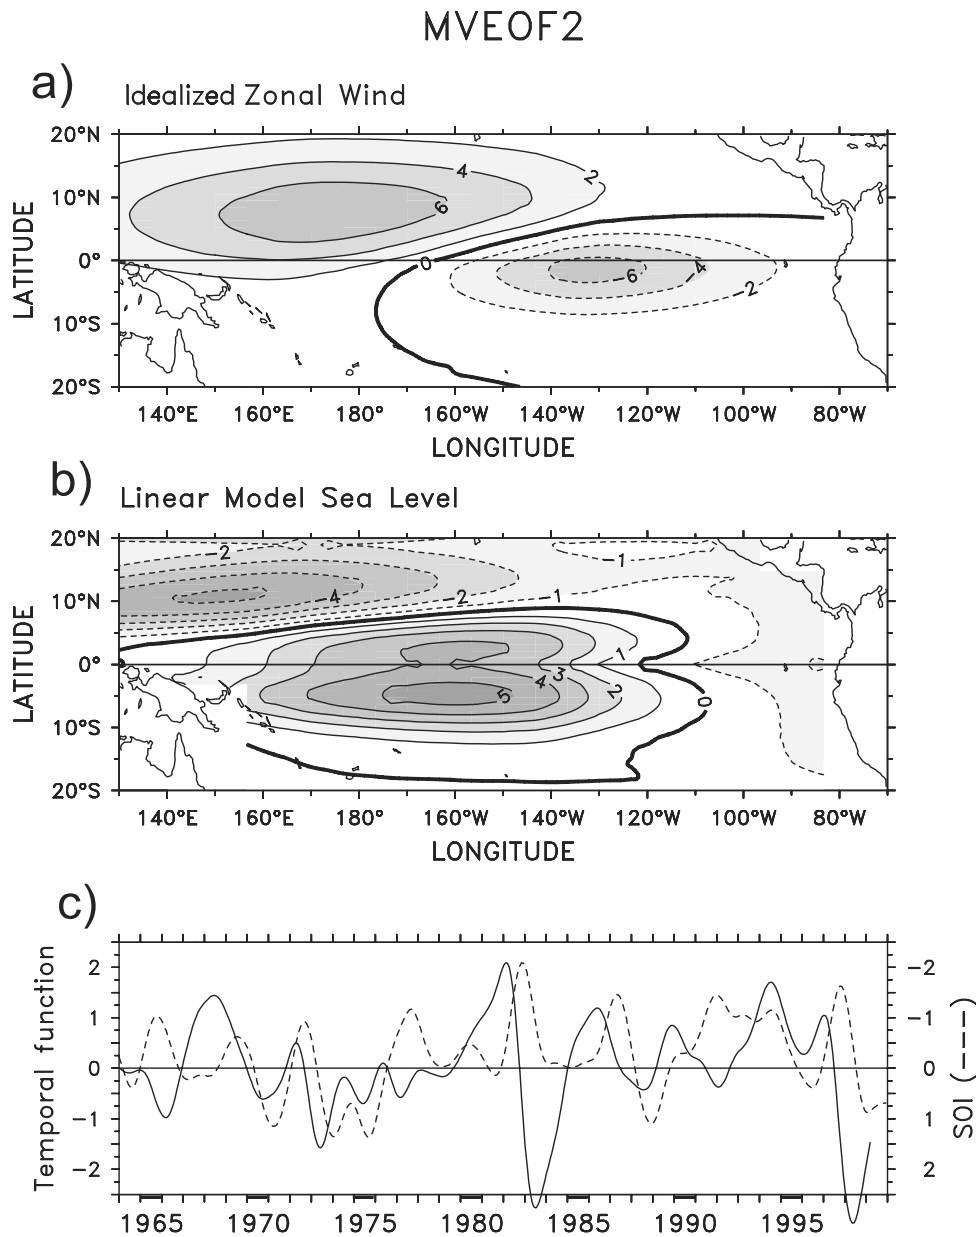 MVEOF2
a)
Idealized Zonal Wind
20°N
10°N
0°
10°S
20°S
LATITUDE
2
4
6
0
-6
-4
-2
140°E 160°E 180° 160°W 140°W 120°W 100°W 80°W
LONGITUDE
b)
Linear Model Sea Level
20°N
10°N
0°
10°S
20°S
LATITUDE
-2
-1
-4
-2
-1
1
3
4
2
5
0
140°E 160°E 180° 160°W 140°W 120°W 100°W 80°W
LONGITUDE
c)
Temporal function
2
1
0
-1
-2
-2
-1
0
1
2
SOI (---)
1965 1970 1975 1980 1985 1990 1995